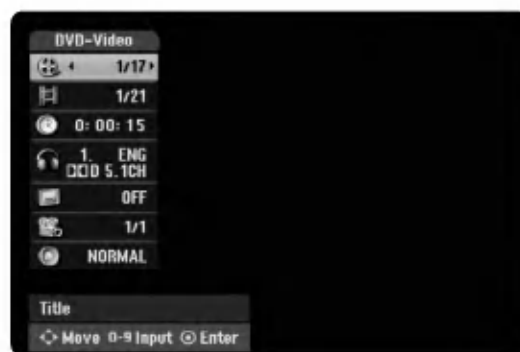 DVD-Video
1/17
1/21
0: 00: 15
1. ENG
D 5.1CH
OFF
1/1
NORMAL
Title
Move 0-9 Input Enter